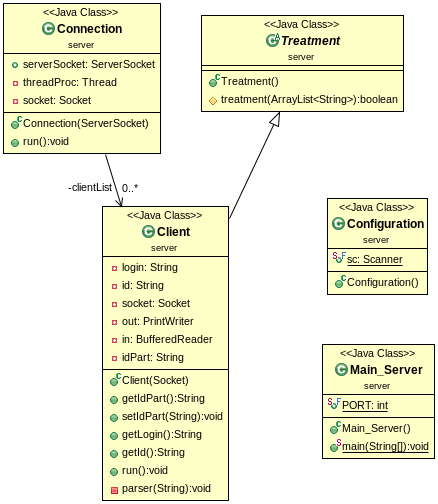 <<Java Class>>
Connection
server
serverSocket: ServerSocket
threadProc: Thread
socket: Socket
Connection(ServerSocket)
run():void
<<Java Class>>
Treatment
server
Treatment()
treatment(ArrayList<String>):boolean
-clientList
0..*
<<Java Class>>
Client
server
login: String
id: String
socket: Socket
out: PrintWriter
in: BufferedReader
idPart: String
Client(Socket)
getIdPart():String
setIdPart(String):void
getLogin():String
getId():String
run():void
parser(String):void
<<Java Class>>
Configuration
server
sc: Scanner
Configuration()
<<Java Class>>
Main_Server
server
PORT: int
Main_Server()
main(String[]):void